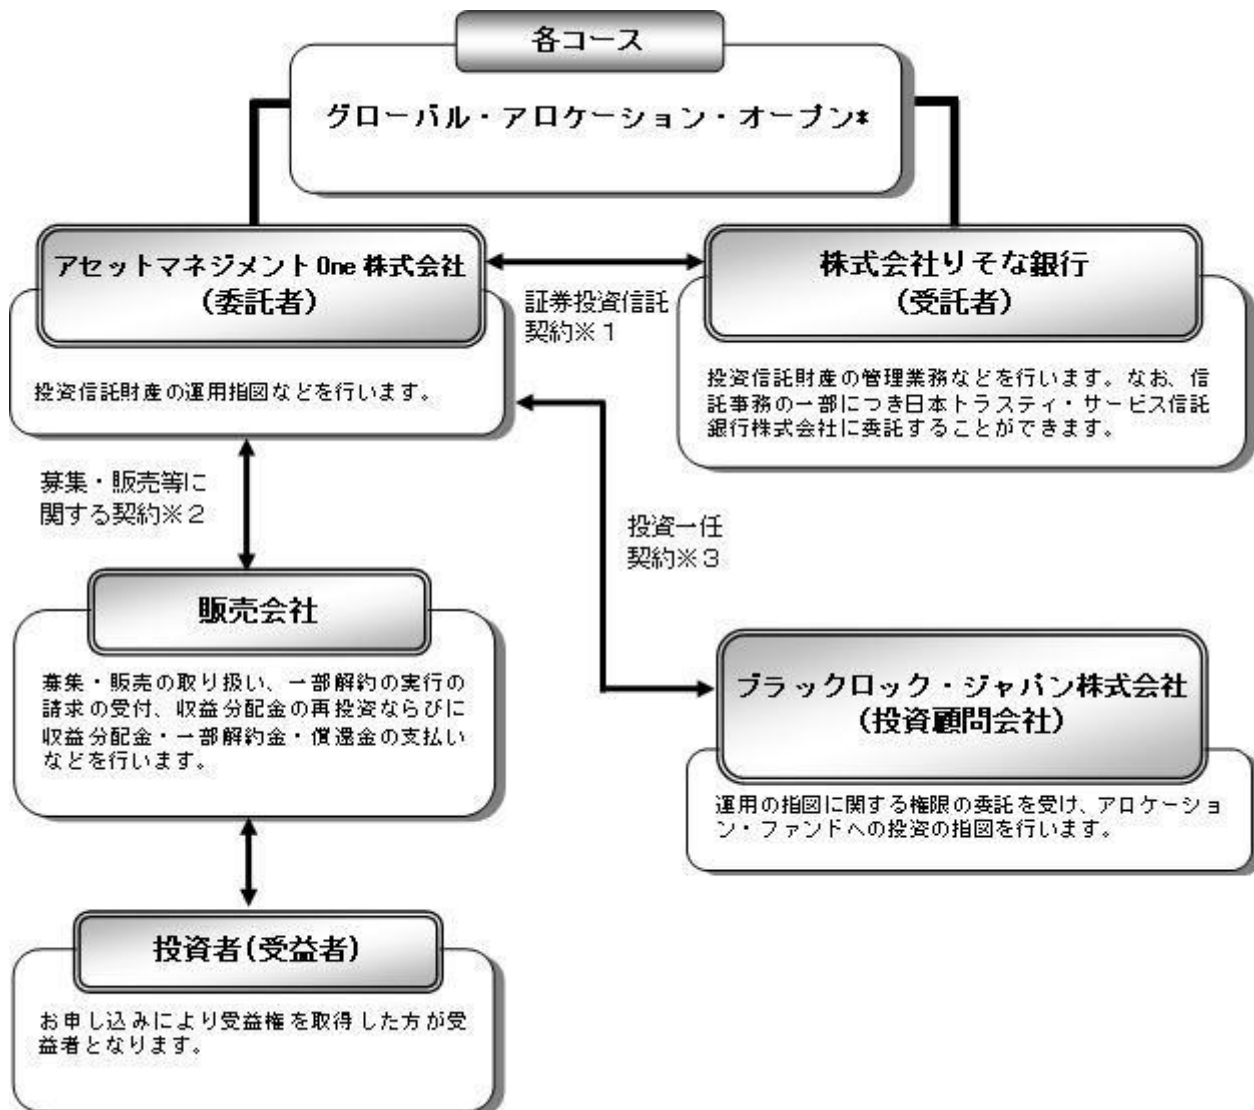 各コース
グローバル・アロケーション・オープン*
アセットマネジメントOne 株式会社
(委託者)
投資信託財産の運用指図などを行います。
証券投資信託
契約※1
株式会社りそな銀行
(受託者)
投資信託財産の管理業務などを行います。なお、信
託事務の一部につき日本トラスティ・サービス信託
銀行株式会社に委託することができます。
募集・販売等に
関する契約※2
投資一任
契約※3
販売会社
募集・販売の取り扱い、一部解約の実行の
請求の受付、収益分配金の再投資ならびに
収益分配金・一部解約金・償還金の支払い
などを行います。
ブラックロック・ジャパン株式会社
(投資顧問会社)
運用の指図に関する権限の委託を受け、アロケーショ
ン・ファンドへの投資の指図を行います。
投資者(受益者)
お申し込みにより受益権を取得した方が受
益者となります。